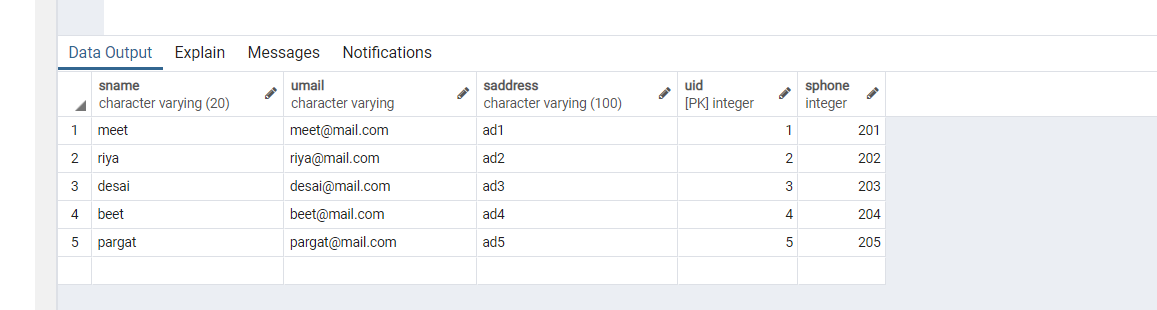 Data Output Explain Messages Notifications
sname umail saddress uid sphone
character varying (20) character varying character varying (100) [PK] integer integer
1 meet meet@mail.com ad1 1 201
2 riya riya@mail.com ad2 2 202
3 desai desai@mail.com ad3 3 203
4 beet beet@mail.com ad4 4 204
5 pargat pargat@mail.com ad5 5 205